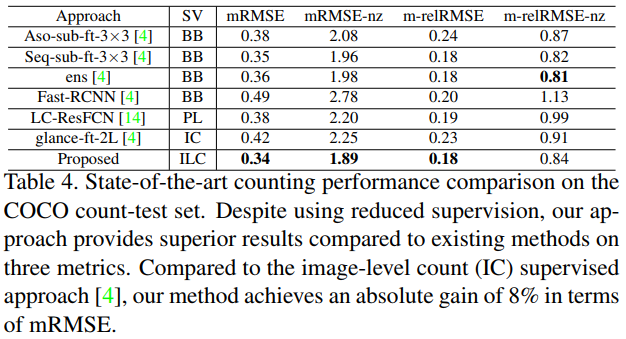 Approach SV mRMSE mRMSE-nz m-relRMSE m-relRMSE-nz
Aso-sub-ft-3×3 [4] BB 0.38 2.08 0.24 0.87
Seq-sub-ft-3×3 [4] BB 0.35 1.96 0.18 0.82
ens [4] BB 0.36 1.98 0.18 0.81
Fast-RCNN [4] BB 0.49 2.78 0.20 1.13
LC-ResFCN [14] PL 0.38 2.20 0.19 0.99
glance-ft-2L [4] IC 0.42 2.25 0.23 0.91
Proposed ILC 0.34 1.89 0.18 0.84
Table 4. State-of-the-art counting performance comparison on the
COCO count-test set. Despite using reduced supervision, our ap-
proach provides superior results compared to existing methods on
three metrics. Compared to the image-level count (IC) supervised
approach [4], our method achieves an absolute gain of 8% in terms
of mRMSE.